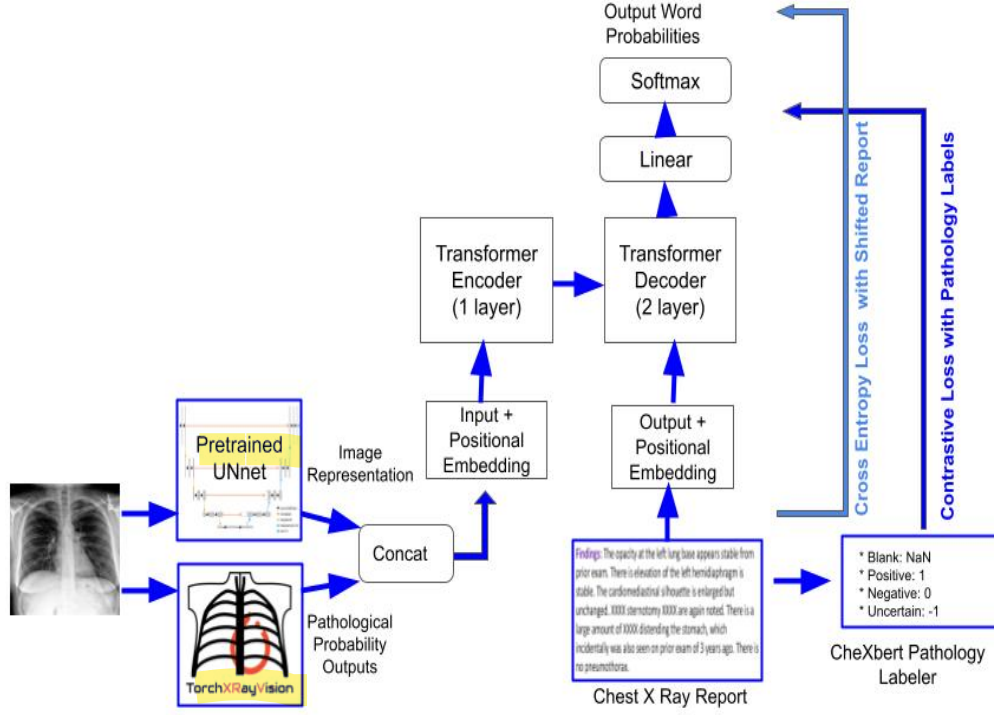 Output Word
Probabilities
Softmax
Linear
Transformer
Encoder
(1 layer)
Transformer
Decoder
(2 layer)
Cross Entropy Loss with Shifted Report
Contrastive Loss with Pathology Labels
Input +
Positional
Embedding
Output +
Positional
Embedding
Pretrained
UNnet
Image
Representation
Concat
TorchXRayVision
Pathological
Probability
Outputs
Findings: The opacity at the left lung base appears stable from
prior exam. There is elevation of the left hemidiaphragm is
stable. The cardiomediastinal silhouette is enlarged but
unchanged. XXXX sternotomy XXXX are again noted. There is a
large amount of XXXX distending the stomach, which
incidentally was also seen on prior exam of 3 years ago. There is
no pneumothorax.
Chest X Ray Report
* Blank: NaN
* Positive: 1
* Negative: 0
* Uncertain: -1
CheXbert Pathology
Labeler